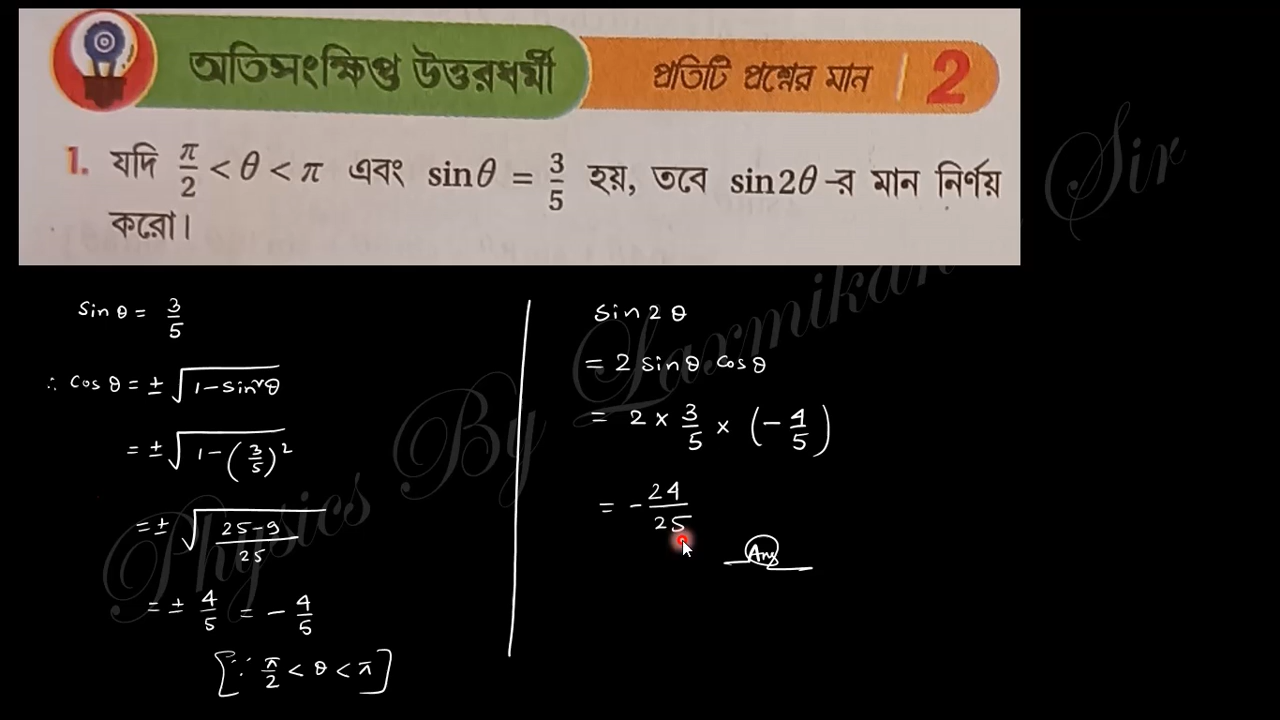 অতিসংক্ষিপ্ত উত্তরধর্মী
প্রতিটি প্রশ্নের মান | 2
1. যদি π/2 < θ < π এবং sinθ = 3/5 হয়, তবে sin2θ-র মান নির্ণয়
করো।
Sin θ = 3/5
∴ Cos θ = ± √(1 - sin²θ)
= ± √(1 - (3/5)²)
= ± √((25-9)/25)
= ± 4/5 = - 4/5
[∵ π/2 < θ < π]
Sin 2 θ
= 2 Sin θ Cos θ
= 2 × 3/5 × (- 4/5)
= - 24/25
Ans
Physics By Laxmikanta Sir